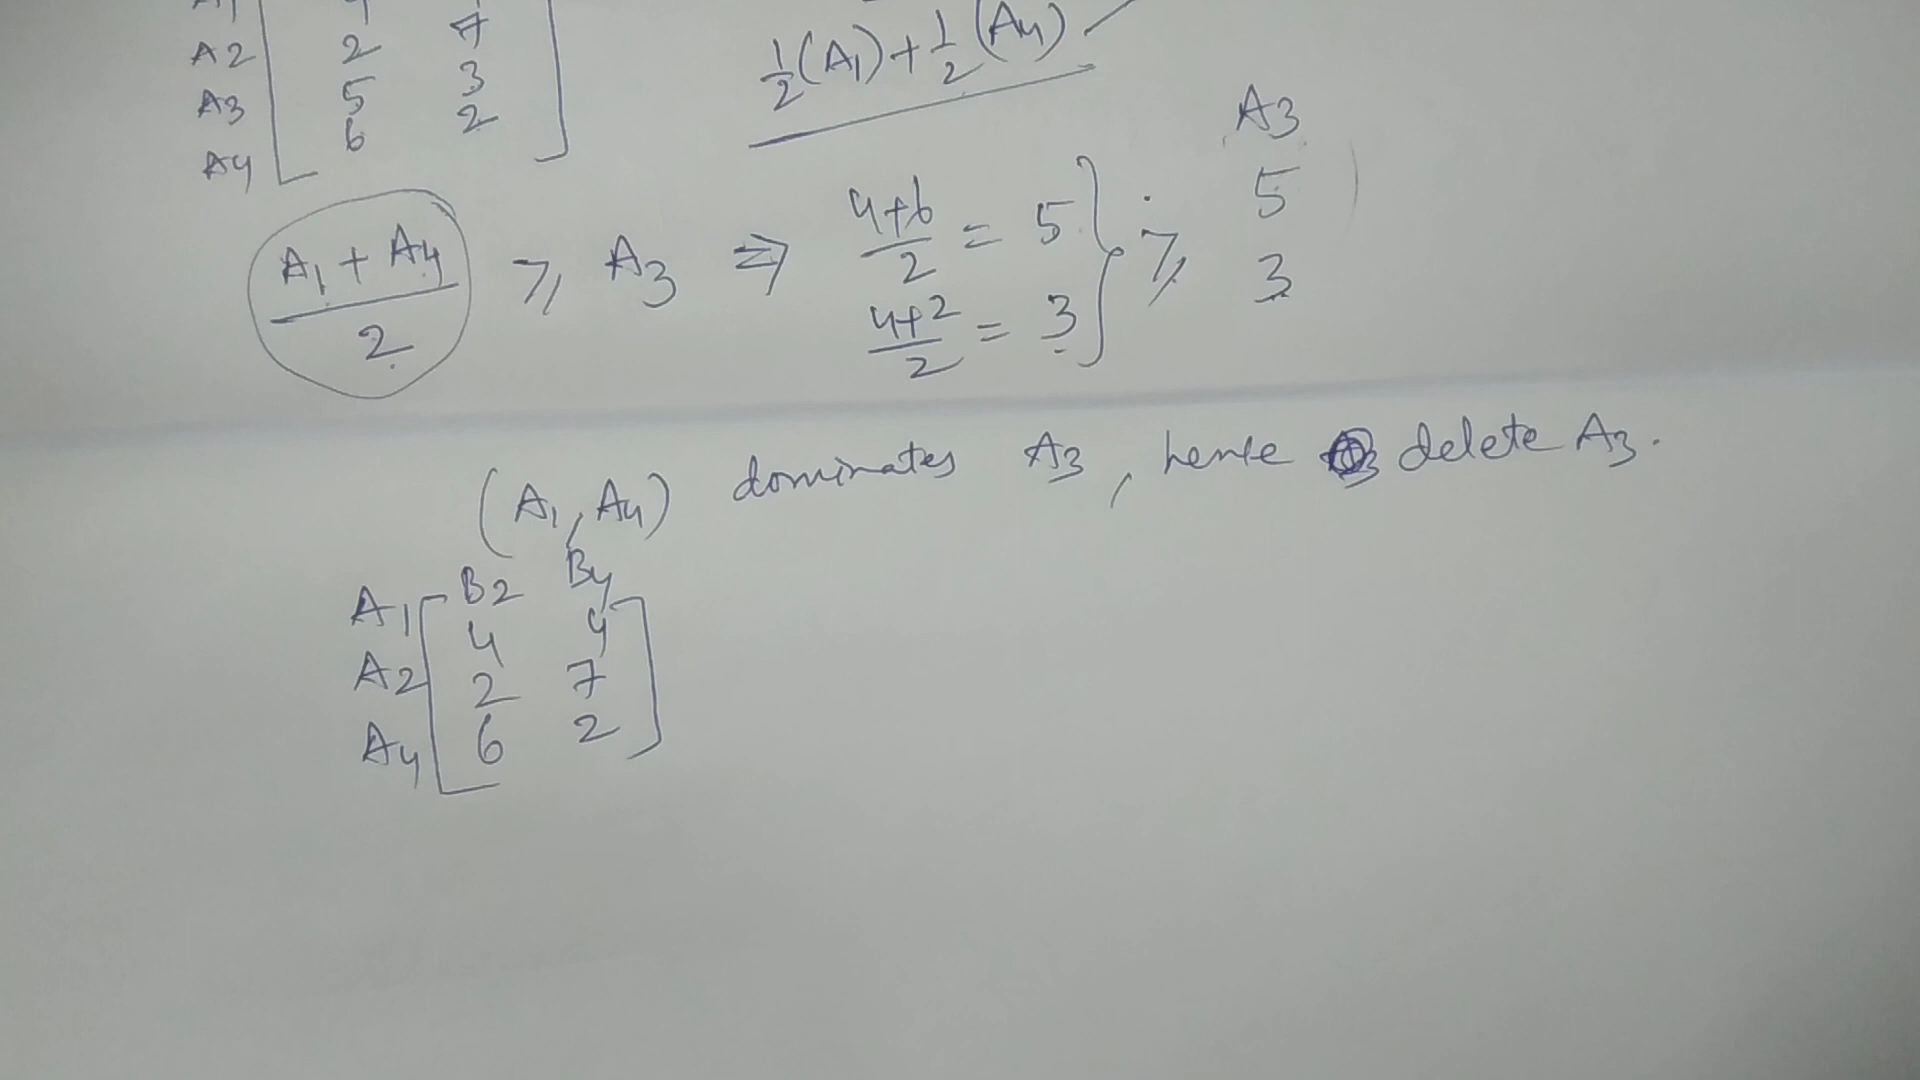 A2 2 7
A3 5 3
A4 6 2
½(A1) + ½(A4)
(A1 + A4)/2 ≥ A3 ⇒ (4+6)/2 = 5 } ≥ A3 5
(4+2)/2 = 3 3
(A1, A4) dominates A3, hence delete A3.
B2 B4
A1 4 4
A2 2 7
A4 6 2